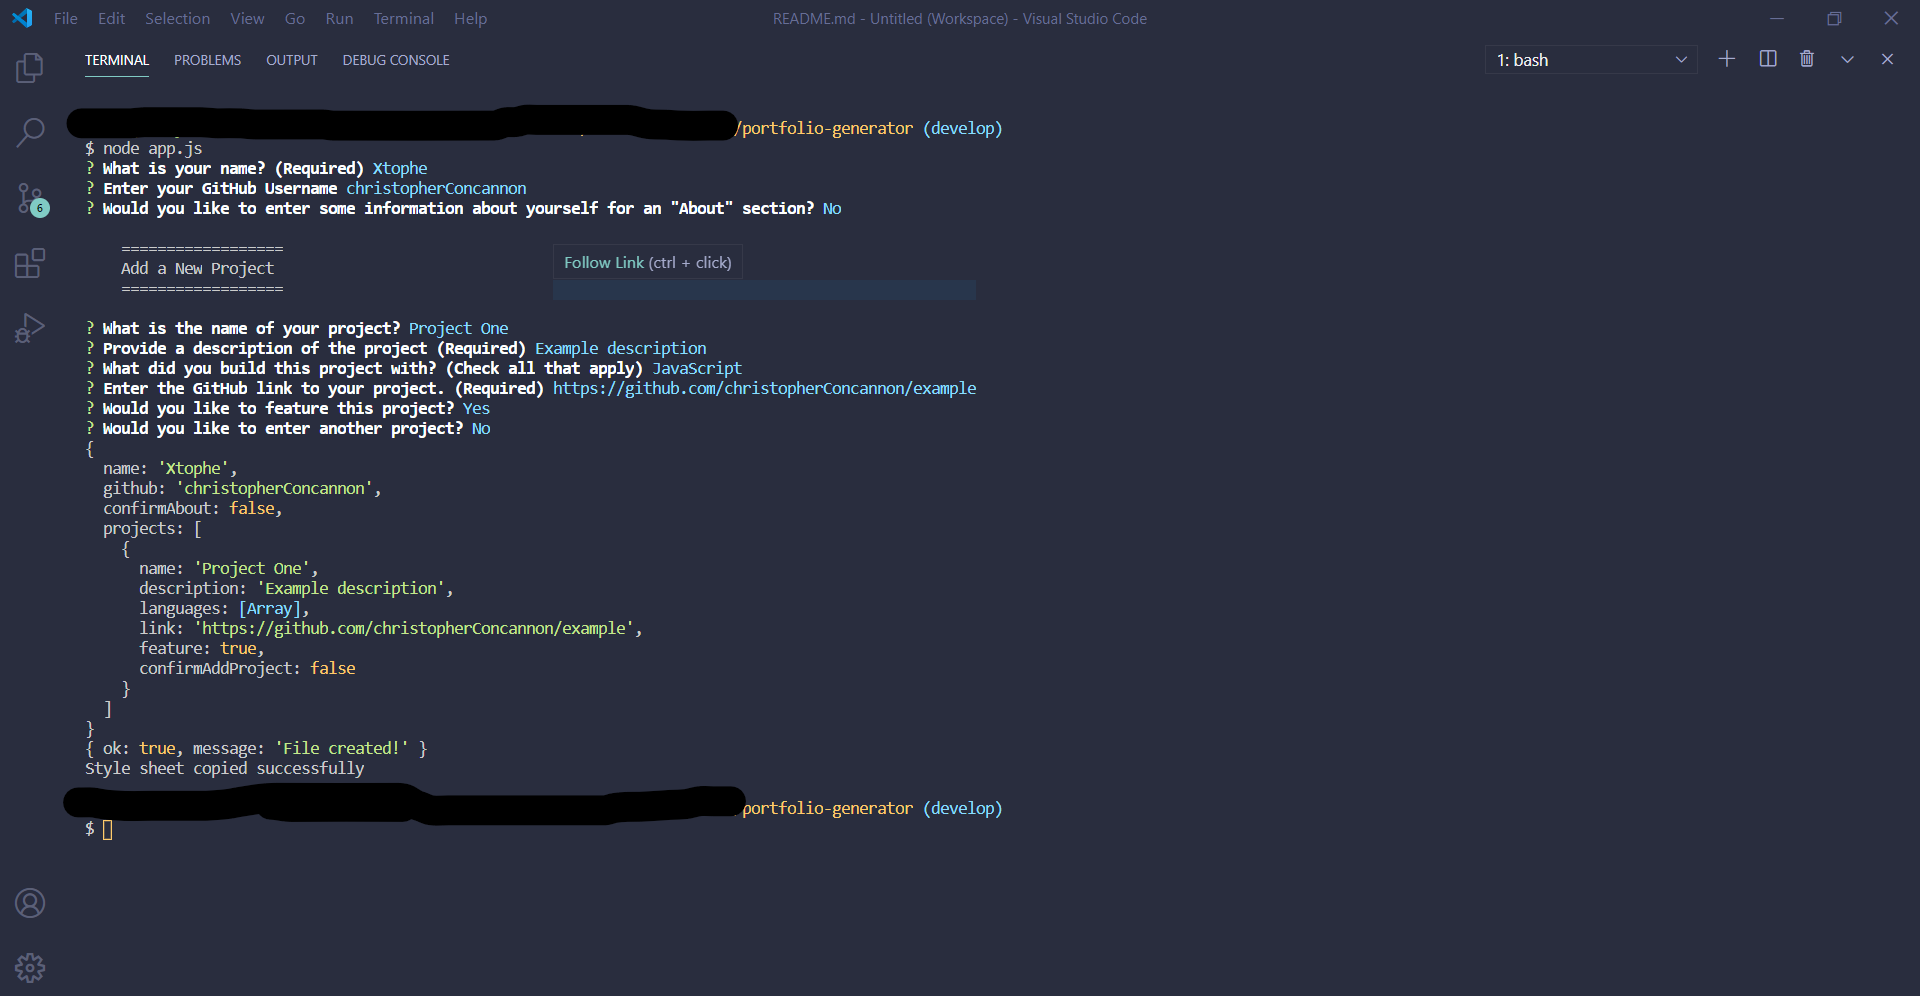 File Edit Selection View Go Run Terminal Help README.md - Untitled (Workspace) - Visual Studio Code
TERMINAL PROBLEMS OUTPUT DEBUG CONSOLE 1: bash
/portfolio-generator (develop)
$ node app.js
? What is your name? (Required) Xtophe
? Enter your GitHub Username christopherConcannon
? Would you like to enter some information about yourself for an "About" section? No
6
==================
Add a New Project
==================
Follow Link (ctrl + click)
? What is the name of your project? Project One
? Provide a description of the project (Required) Example description
? What did you build this project with? (Check all that apply) JavaScript
? Enter the GitHub link to your project. (Required) https://github.com/christopherConcannon/example
? Would you like to feature this project? Yes
? Would you like to enter another project? No
{
name: 'Xtophe',
github: 'christopherConcannon',
confirmAbout: false,
projects: [
{
name: 'Project One',
description: 'Example description',
languages: [Array],
link: 'https://github.com/christopherConcannon/example',
feature: true,
confirmAddProject: false
}
]
}
{ ok: true, message: 'File created!' }
Style sheet copied successfully
portfolio-generator (develop)
$